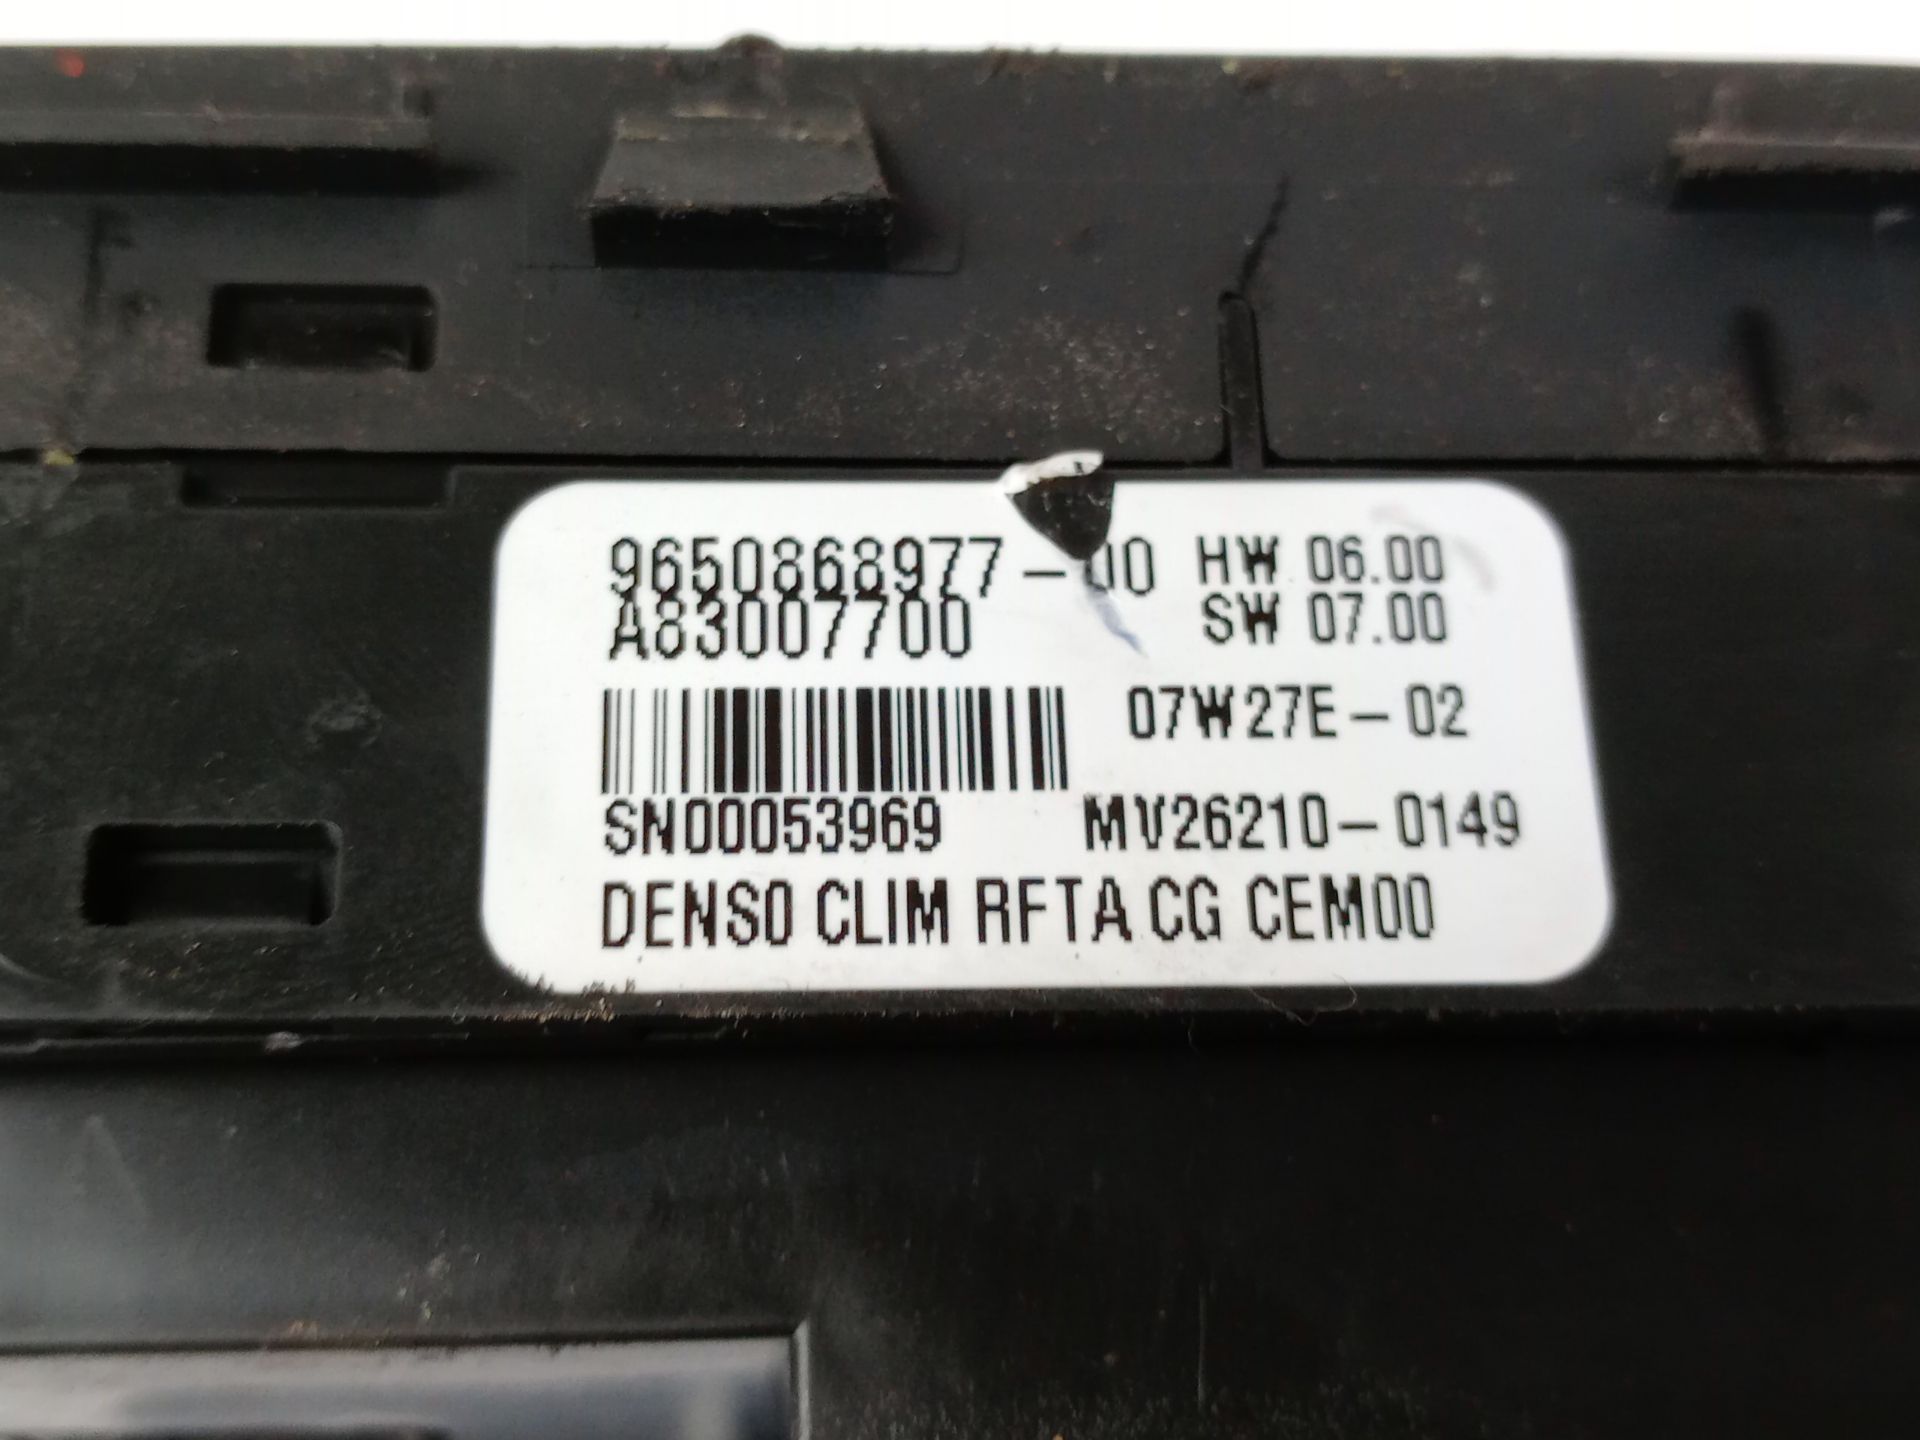 9650868977-00 HW 06.00
A83007700 SW 07.00
07W27E-02
SN00053969 MV26210-0149
DENSO CLIM RFTA CG CEM00